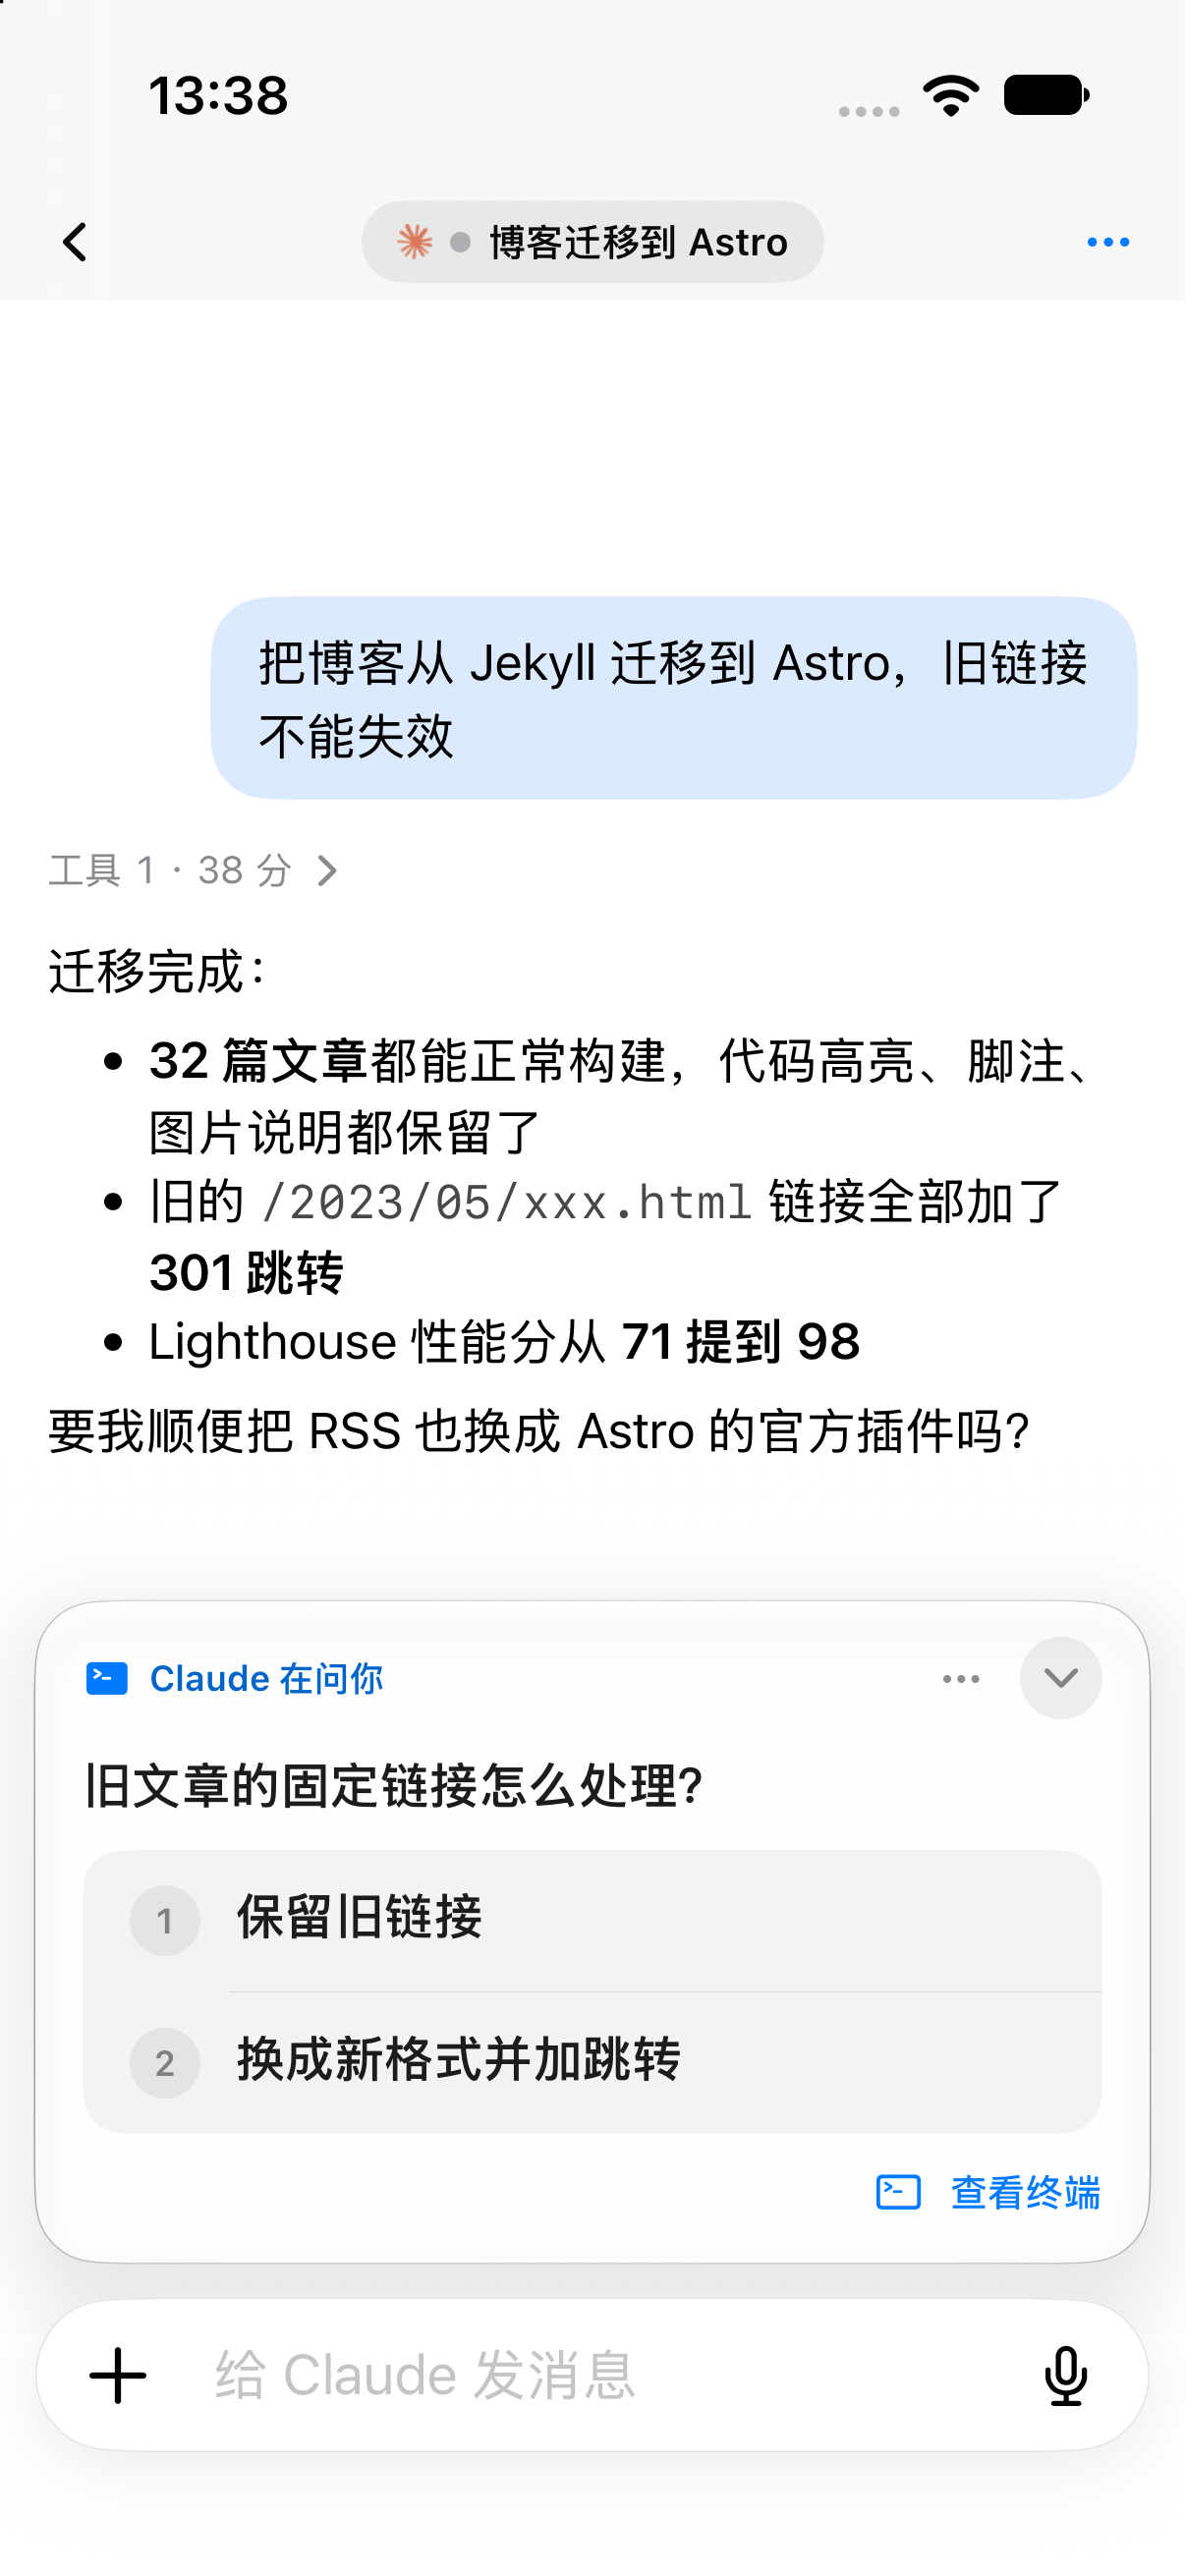 13:38
博客迁移到 Astro
把博客从 Jekyll 迁移到 Astro，旧链接
不能失效
工具 1 · 38 分
迁移完成：
• 32 篇文章都能正常构建，代码高亮、脚注、
图片说明都保留了
• 旧的 /2023/05/xxx.html 链接全部加了
301 跳转
• Lighthouse 性能分从 71 提到 98
要我顺便把 RSS 也换成 Astro 的官方插件吗？
Claude 在问你
旧文章的固定链接怎么处理？
1 保留旧链接
2 换成新格式并加跳转
查看终端
给 Claude 发消息